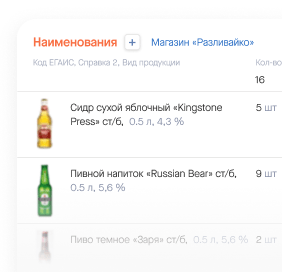 Наименования + Магазин «Разливайко»
Код ЕГАИС, Справка 2, Вид продукции Кол-во
16
Сидр сухой яблочный «Kingstone 5 шт
Press» ст/б, 0.5 л, 4,3 %
Пивной напиток «Russian Bear» ст/б, 9 шт
0.5 л, 5,6 %
Пиво темное «Заря» ст/б, 0.5 л, 5,6 % 2 шт